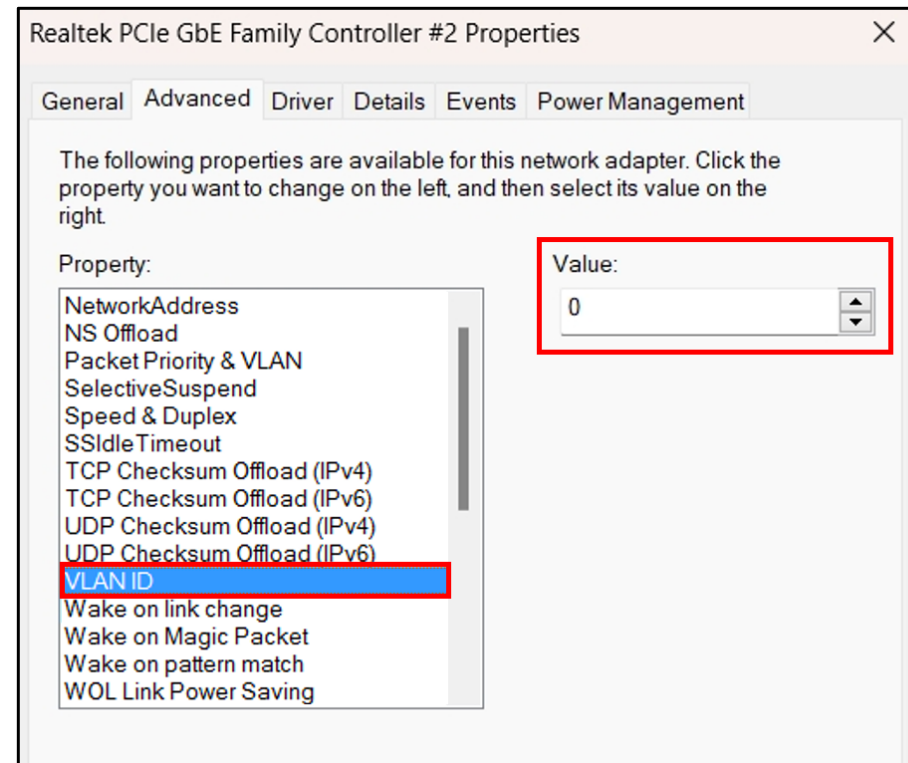 Realtek PCIe GbE Family Controller #2 Properties
General Advanced Driver Details Events Power Management
The following properties are available for this network adapter. Click the
property you want to change on the left, and then select its value on the
right.
Property:
NetworkAddress
NS Offload
Packet Priority & VLAN
SelectiveSuspend
Speed & Duplex
SSIdleTimeout
TCP Checksum Offload (IPv4)
TCP Checksum Offload (IPv6)
UDP Checksum Offload (IPv4)
UDP Checksum Offload (IPv6)
VLAN ID
Wake on link change
Wake on Magic Packet
Wake on pattern match
WOL Link Power Saving
Value:
0